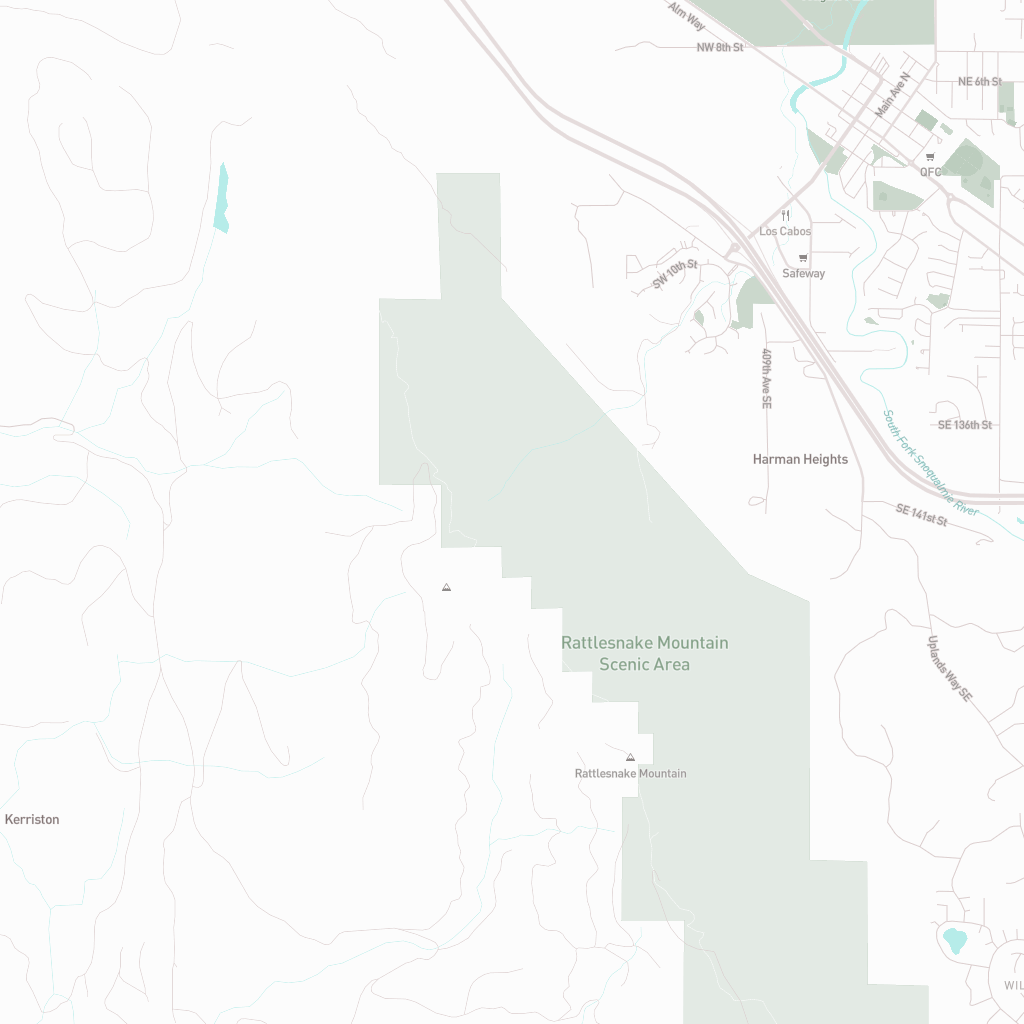 Alm Way
NW 8th St
Main Ave N
NE 6th St
QFC
Los Cabos
SW 10th St
Safeway
409th Ave SE
South Fork Snoqualmie River
SE 136th St
Harman Heights
SE 141st St
Rattlesnake Mountain
Scenic Area
Uplands Way SE
Rattlesnake Mountain
Kerriston
WIL